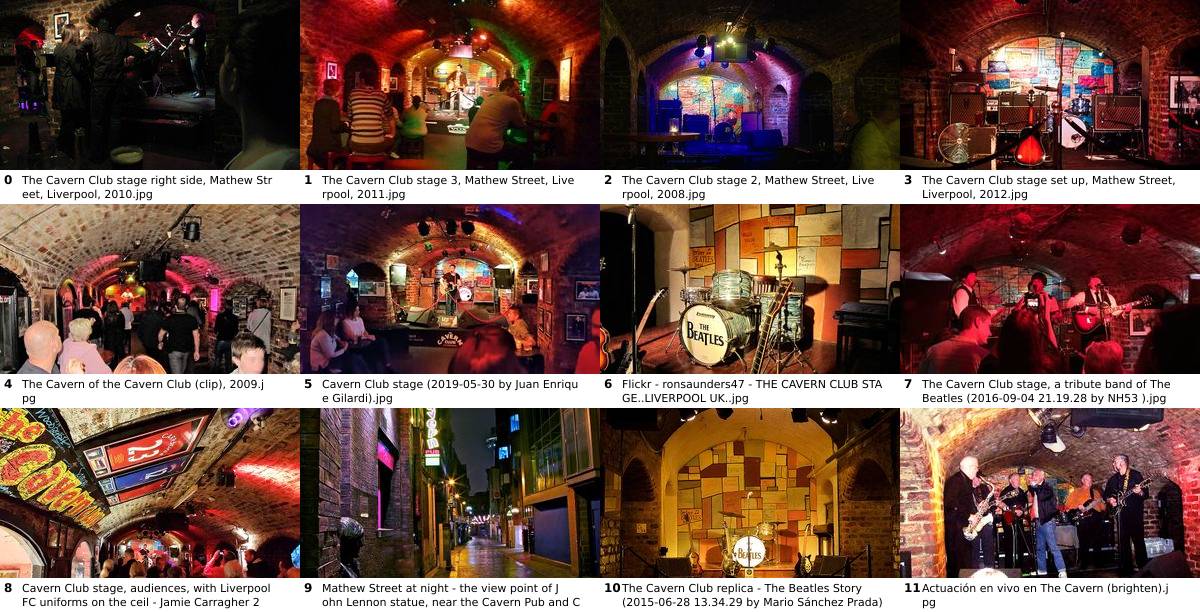 0 The Cavern Club stage right side, Mathew Str
eet, Liverpool, 2010.jpg
1 The Cavern Club stage 3, Mathew Street, Live
rpool, 2011.jpg
2 The Cavern Club stage 2, Mathew Street, Live
rpool, 2008.jpg
3 The Cavern Club stage set up, Mathew Street,
Liverpool, 2012.jpg
THE
BEATLES
4 The Cavern of the Cavern Club (clip), 2009.j
pg
5 Cavern Club stage (2019-05-30 by Juan Enriqu
e Gilardi).jpg
6 Flickr - ronsaunders47 - THE CAVERN CLUB STA
GE..LIVERPOOL UK..jpg
7 The Cavern Club stage, a tribute band of The
Beatles (2016-09-04 21.19.28 by NH53 ).jpg
the
Cavern
23
BEATLES
8 Cavern Club stage, audiences, with Liverpool
FC uniforms on the ceil - Jamie Carragher 2
9 Mathew Street at night - the view point of J
ohn Lennon statue, near the Cavern Pub and C
10 The Cavern Club replica - The Beatles Story
(2015-06-28 13.34.29 by Mario Sánchez Prada)
11 Actuación en vivo en The Cavern (brighten).j
pg